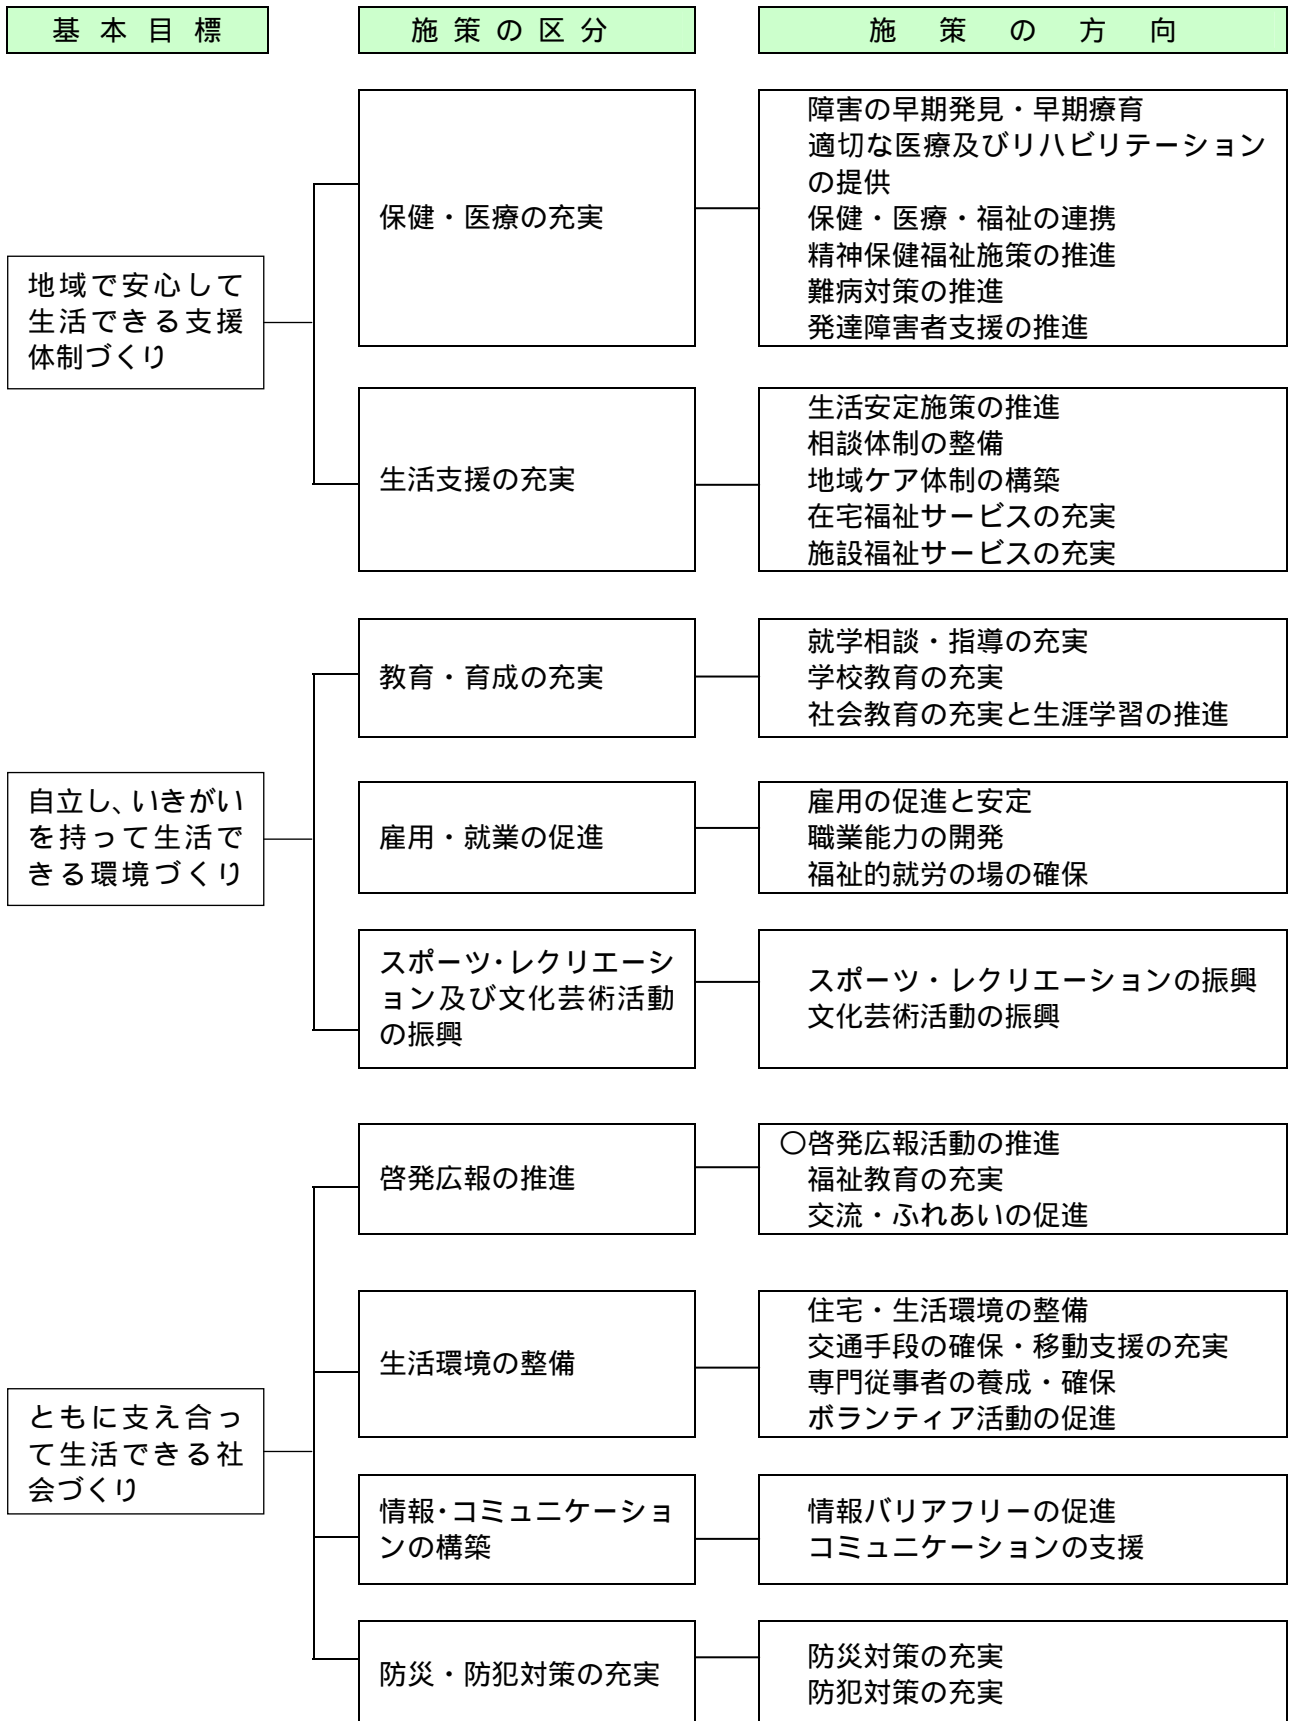 基本目標
施策の区分
施策の方向
地域で安心して
生活できる支援
体制づくり
保健・医療の充実
障害の早期発見・早期療育
適切な医療及びリハビリテーション
の提供
保健・医療・福祉の連携
精神保健福祉施策の推進
難病対策の推進
発達障害者支援の推進
生活支援の充実
生活安定施策の推進
相談体制の整備
地域ケア体制の構築
在宅福祉サービスの充実
施設福祉サービスの充実
自立し、いきがい
を持って生活で
きる環境づくり
教育・育成の充実
就学相談・指導の充実
学校教育の充実
社会教育の充実と生涯学習の推進
雇用・就業の促進
雇用の促進と安定
職業能力の開発
福祉的就労の場の確保
スポーツ・レクリエーシ
ョン及び文化芸術活動
の振興
スポーツ・レクリエーションの振興
文化芸術活動の振興
ともに支え合っ
て生活できる社
会づくり
啓発広報の推進
〇啓発広報活動の推進
福祉教育の充実
交流・ふれあいの促進
生活環境の整備
住宅・生活環境の整備
交通手段の確保・移動支援の充実
専門従事者の養成・確保
ボランティア活動の促進
情報・コミュニケーショ
ンの構築
情報バリアフリーの促進
コミュニケーションの支援
防災・防犯対策の充実
防災対策の充実
防犯対策の充実